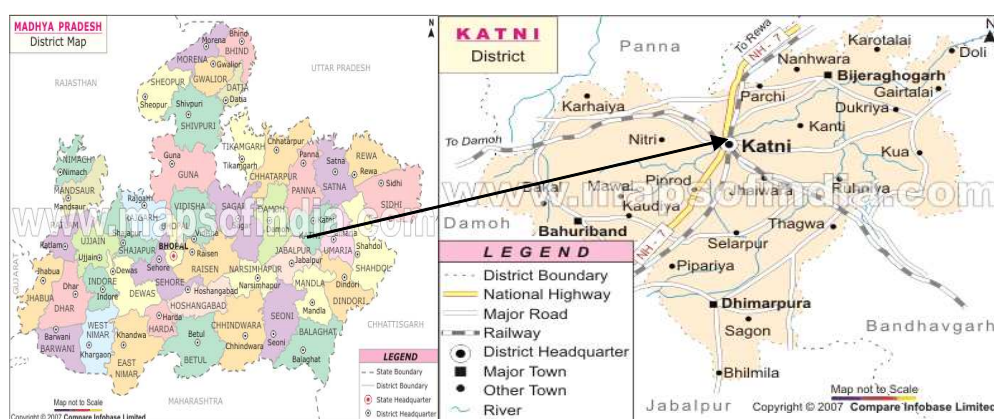 MADHYA PRADESH
District Map
N
RAJASTHAN
UTTAR PRADESH
Bhind
BHIND
Morena
MORENA
Gwalior
GWALIOR
SHEOPUR
Sheopur
DATIA
Datia
Shivpuri
SHIVPURI
TIKAMGARH
Tikamgarh
Chhatarpur
CHHATARPUR
Panna
PANNA
Satna
SATNA
REWA
Rewa
Sidhi
SIDHI
NIMACH
Nimach
MANDSAUR
Mandsaur
Guna
GUNA
Rajgarh
VIDISHA
Vidisha
SAGAR
DAMOH
Damoh
Katni
www.mapsofindia.com
Ratlam
UJJAIN
Ujjain
Shajapur
SHAJAPUR
BHOPAL
Raisen
RAISEN
JABALPUR
Jabalpur
UMARIA
Shahdol
SHAHDOL
GUJARAT
Jhabua
JHABUA
Dhar
DHAR
INDORE
Indore
Dewas
DEWAS
Sehore
SEHORE
Hoshangabad
HOSHANGABAD
NARSIMHAPUR
Narsimhapur
MANDLA
Mandla
Dindori
DINDORI
Barwani
BARWANI
WEST NIMAR
Khargaon
Khandwa
EAST NIMAR
Harda
HARDA
Betul
BETUL
CHHINDWARA
Chhindwara
SEONI
Seoni
BALAGHAT
Balaghat
CHHATTISGARH
MAHARASHTRA
LEGEND
State Boundary
District Boundary
State Headquarter
District Headquarter
Map not to Scale
Copyright © 2007 Compare Infobase Limited
KATNI
District
N
Panna
To Rewa
NH - 7
Karotalai
Doli
Nanhwara
Bijeraghogarh
Gairtalai
Karhaiya
Parchi
Dukriya
To Damoh
Nitri
Kanti
Katni
Kua
www.mapsofindia.com
Bakal
Mawai
Pinrod
Jhaiwara
Ruhniya
Kaudiya
Damoh
Bahuriband
Thagwa
NH - 7
Selarpur
Pipariya
Dhimarpura
Sagon
Bandhavgarh
Bhilmila
Jabalpur
LEGEND
District Boundary
National Highway
Major Road
Railway
District Headquarter
Major Town
Other Town
River
Map not to Scale
Copyright © 2007 Compare Infobase Limited